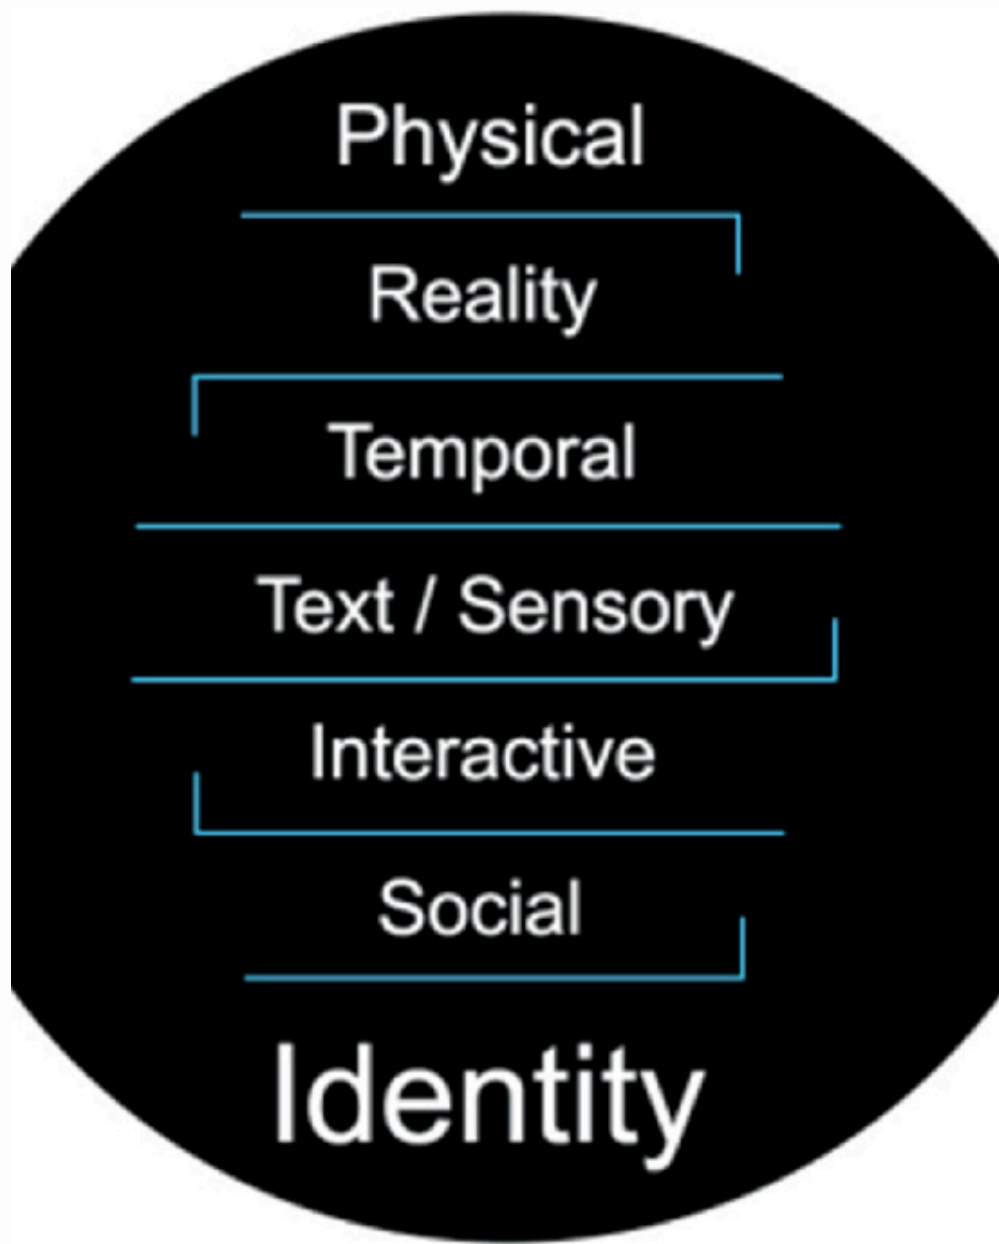 Physical
Reality
Temporal
Text / Sensory
Interactive
Social
Identity